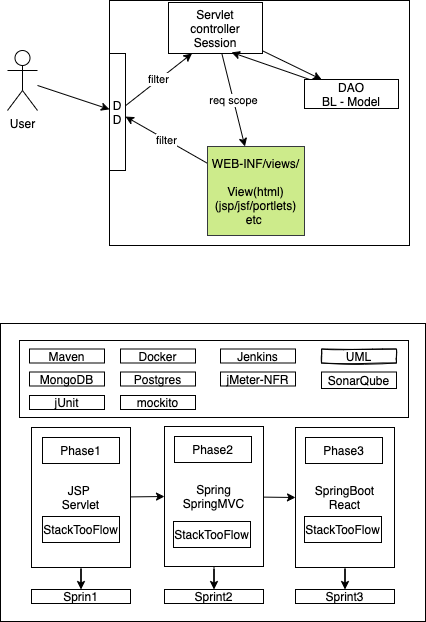 Servlet
controller
Session
filter
DAO
BL - Model
D
D
req scope
User
filter
WEB-INF/views/
View(html)
(jsp/jsf/portlets)
etc
Maven
Docker
Jenkins
UML
MongoDB
Postgres
jMeter-NFR
SonarQube
jUnit
mockito
Phase1
Phase2
Phase3
JSP
Servlet
Spring
SpringMVC
SpringBoot
React
StackTooFlow
StackTooFlow
StackTooFlow
Sprin1
Sprint2
Sprint3